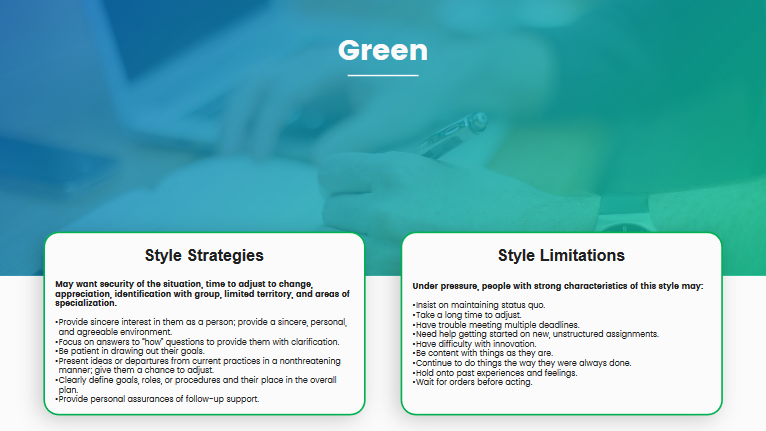 Green
Style Strategies
May want security of the situation, time to adjust to change,
appreciation, identification with group, limited territory, and areas of
specialization.
•Provide sincere interest in them as a person; provide a sincere, personal,
and agreeable environment.
•Focus on answers to "how" questions to provide them with clarification.
•Be patient in drawing out their goals.
•Present ideas or departures from current practices in a nonthreatening
manner; give them a chance to adjust.
•Clearly define goals, roles, or procedures and their place in the overall
plan.
•Provide personal assurances of follow-up support.
Style Limitations
Under pressure, people with strong characteristics of this style may:
•Insist on maintaining status quo.
•Take a long time to adjust.
•Have trouble meeting multiple deadlines.
•Need help getting started on new, unstructured assignments.
•Have difficulty with innovation.
•Be content with things as they are.
•Continue to do things the way they were always done.
•Hold onto past experiences and feelings.
•Wait for orders before acting.